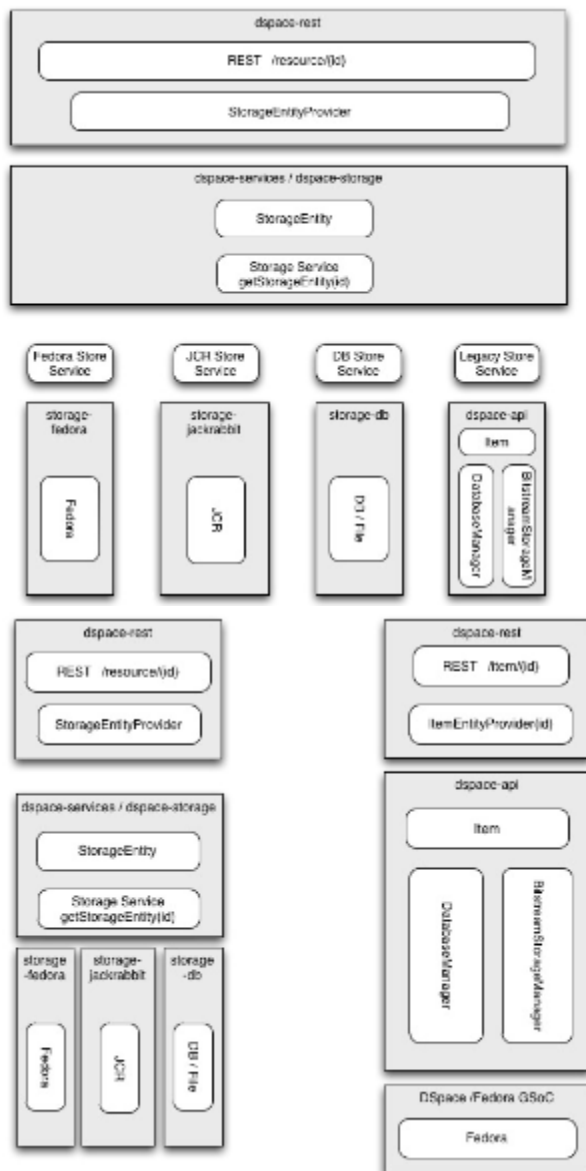 dspace-rest
REST /resource/(id)
StorageEntityProvider
dspace-services / dspace-storage
StorageEntity
Storage Service
getStorageEntity(id)
Fedora Store
Service
JCR Store
Service
DB Store
Service
Legacy Store
Service
storage-
fedora
Fedora
storage-
jackrabbit
JCR
storage-db
DB / File
dspace-api
Item
DatabaseManager
BitstreamStorageM
anager
dspace-rest
REST /resource/(id)
StorageEntityProvider
dspace-services / dspace-storage
StorageEntity
Storage Service
getStorageEntity(id)
storage
-fedora
Fedora
storage-
jackrabbit
JCR
storage
-db
DB / File
dspace-rest
REST /item/(id)
ItemEntityProvider(id)
dspace-api
Item
DatabaseManager
BitstreamStorageManager
DSpace /Fedora GSoC
Fedora